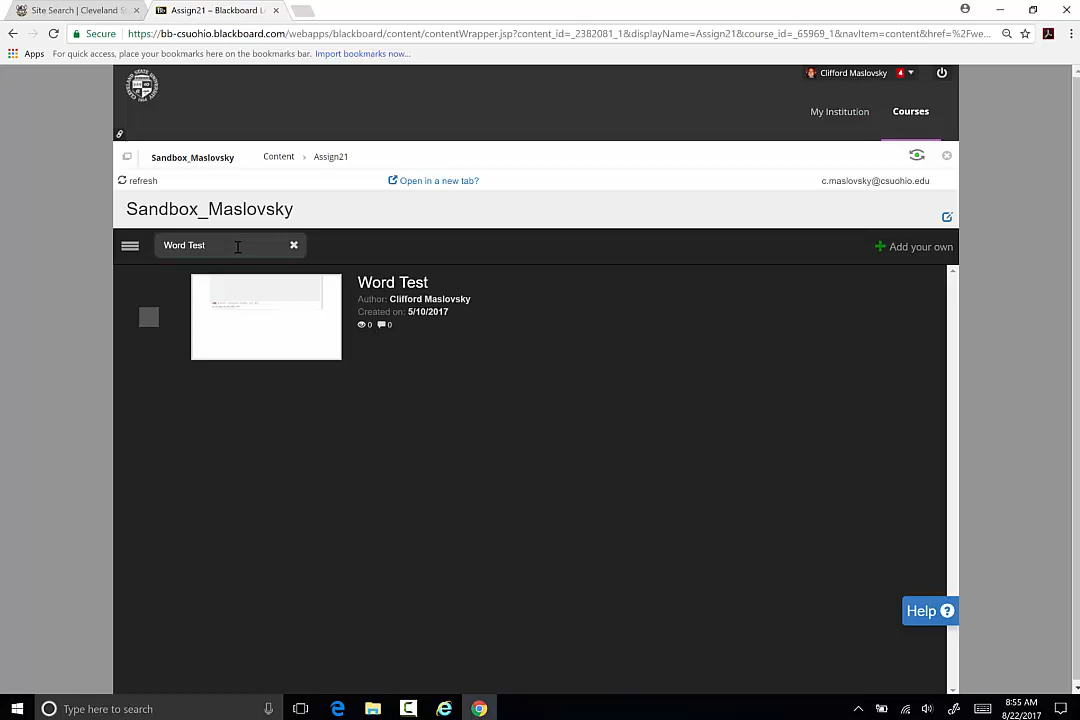 Site Search | Cleveland S
Assign21 – Blackboard L
Secure
https://bb-csuohio.blackboard.com/webapps/blackboard/content/contentWrapper.jsp?content_id=_2382081_1&displayName=Assign21&course_id=_65969_1&navItem=content&href=%2Fwe...
Apps
For quick access, place your bookmarks here on the bookmarks bar. Import bookmarks now...
Clifford Maslovsky 4
My Institution
Courses
Sandbox_Maslovsky
Content > Assign21
refresh
Open in a new tab?
c.maslovsky@csuohio.edu
Sandbox_Maslovsky
Word Test
Add your own
Word Test
Author: Clifford Maslovsky
Created on: 5/10/2017
0 0
Help ?
Type here to search
8:55 AM
8/22/2017